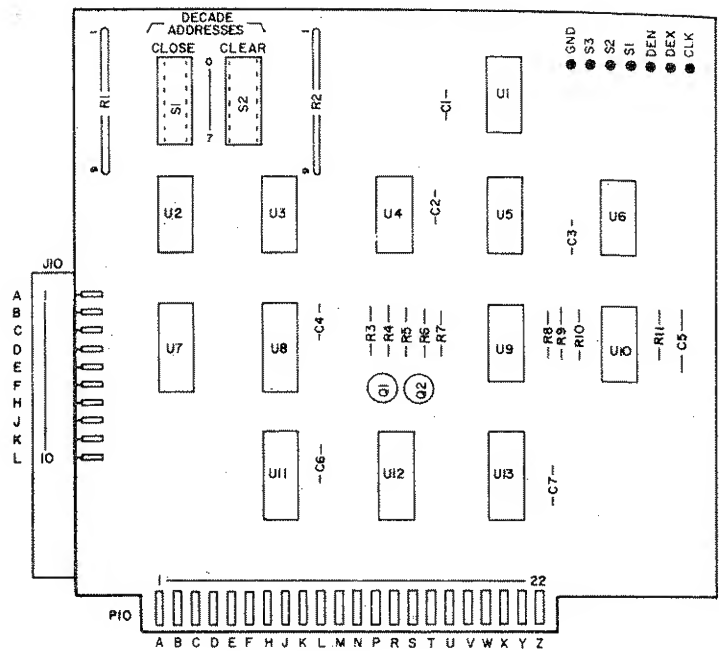 DECADE
ADDRESSES
CLOSE CLEAR
1
R1
9
S1
0
7
S2
1
R2
9
C1
U1
GND
S3
S2
S1
DEN
DEX
CLK
U2
U3
U4
C2
U5
C3
U6
J10
A
B
C
D
E
F
H
J
K
L
1
10
U7
U8
C4
R3
R4
R5
R6
R7
Q1
Q2
U9
R8
R9
R10
U10
R11
C5
U11
C6
U12
U13
C7
1 22
P10
A B C D E F H J K L M N P R S T U V W X Y Z